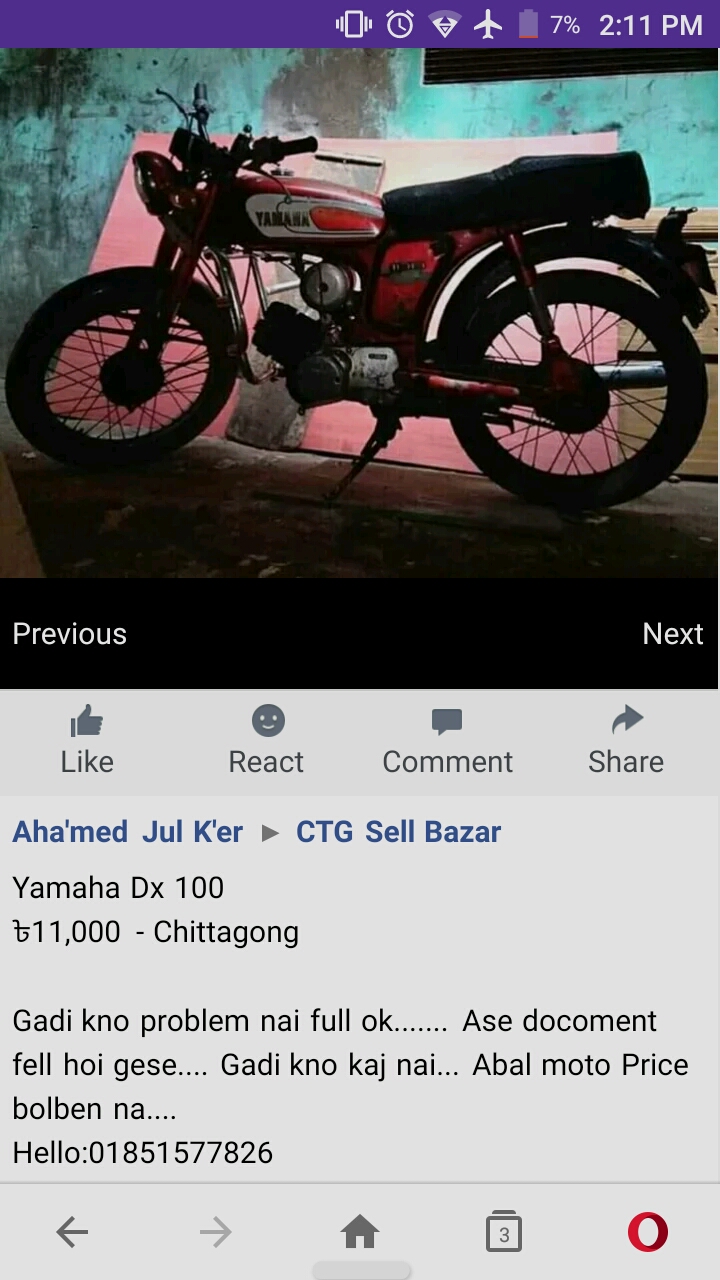 7% 2:11 PM
YAMAHA
Previous Next
Like React Comment Share
Aha'med Jul K'er ► CTG Sell Bazar
Yamaha Dx 100
৳11,000 - Chittagong
Gadi kno problem nai full ok....... Ase docoment
fell hoi gese.... Gadi kno kaj nai... Abal moto Price
bolben na....
Hello:01851577826
3